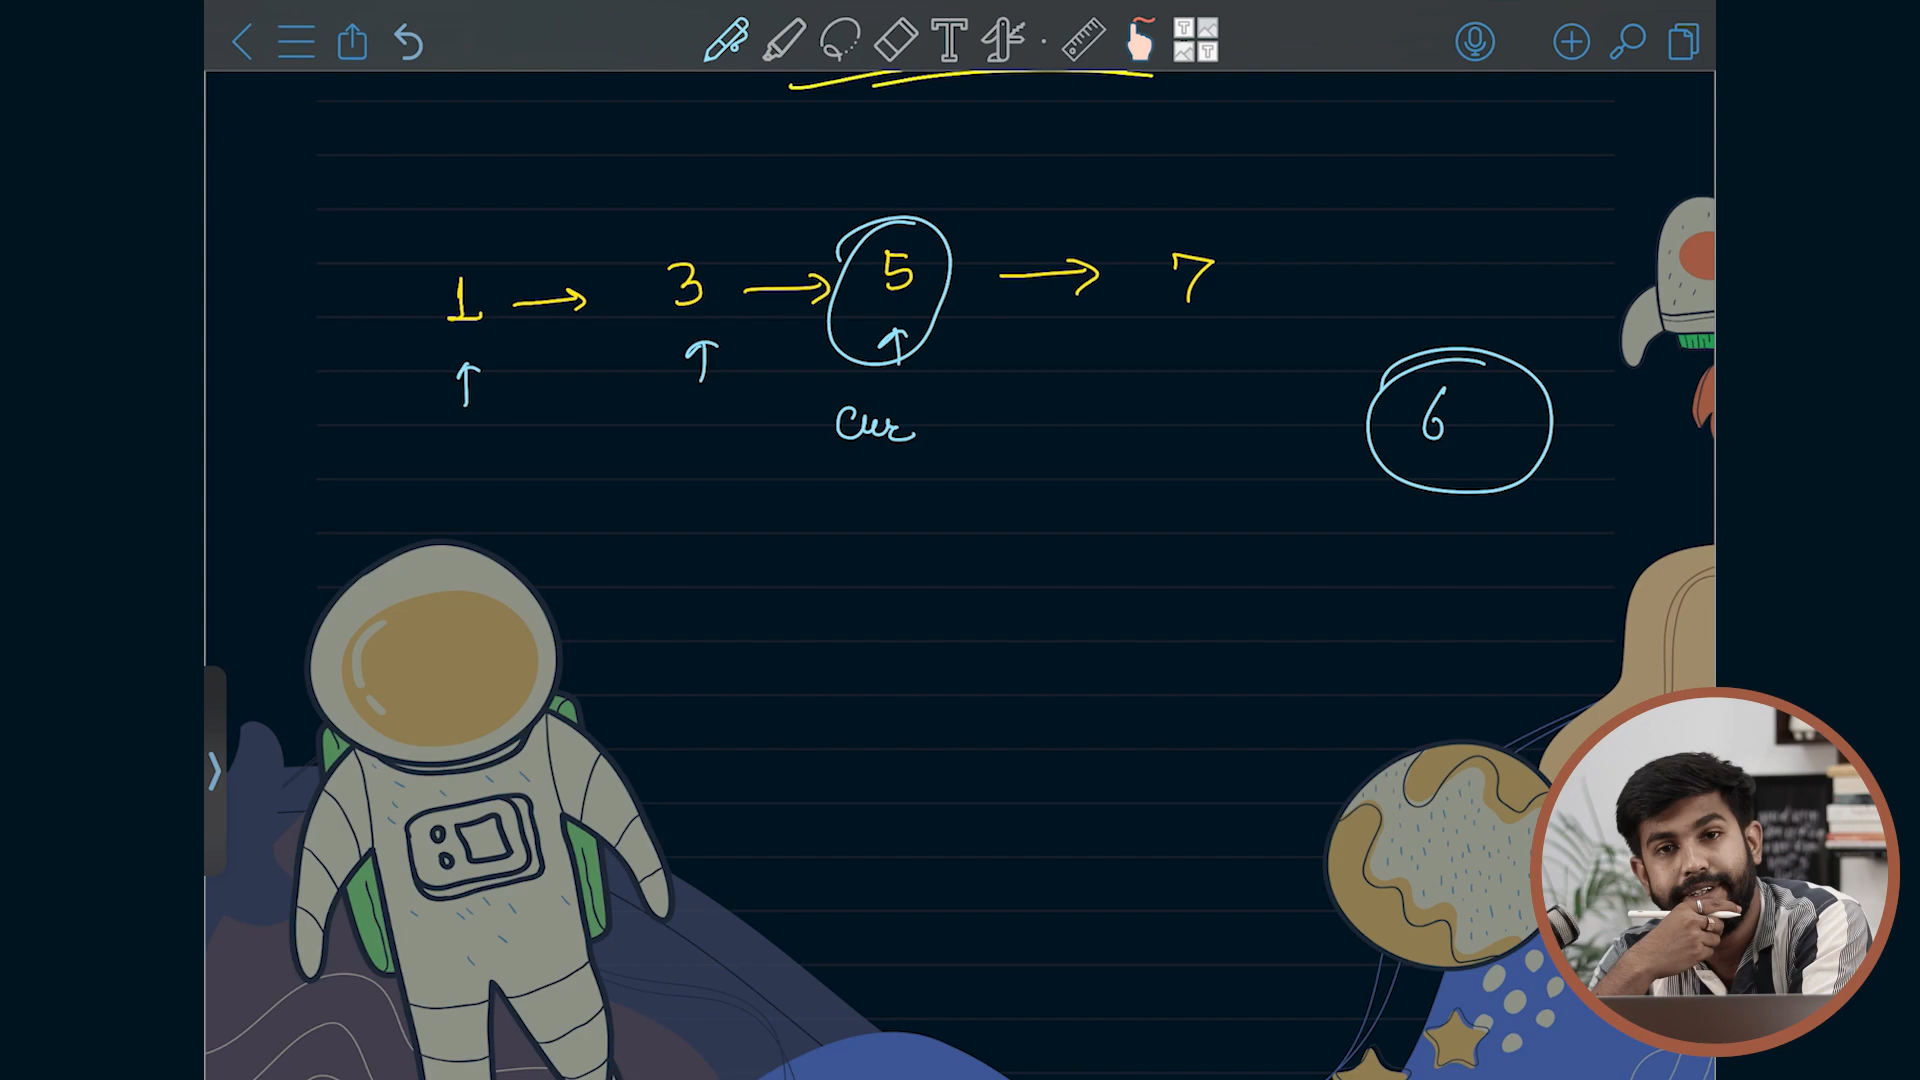 1 → 3 → 5 → 7
↑ ↑ ↑
Cur
6